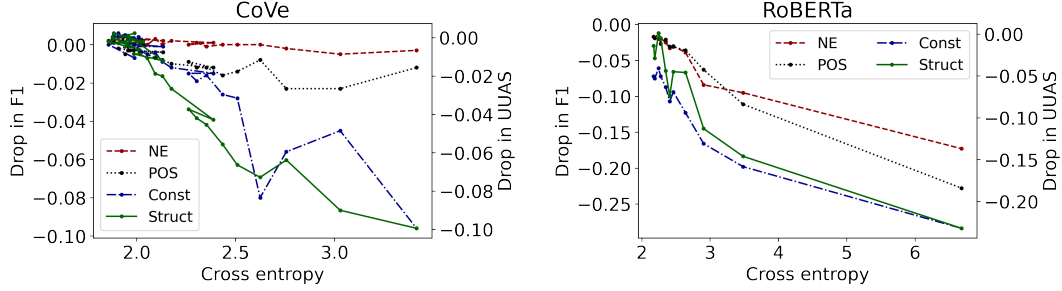 CoVe
Drop in F1
0.00
−0.02
−0.04
−0.06
−0.08
−0.10
NE
POS
Const
Struct
2.0
2.5
3.0
Cross entropy
0.00
−0.02
−0.04
−0.06
−0.08
−0.10
Drop in UUAS
RoBERTa
Drop in F1
0.00
−0.05
−0.10
−0.15
−0.20
−0.25
NE
POS
Const
Struct
2
3
4
5
6
Cross entropy
0.00
−0.05
−0.10
−0.15
−0.20
Drop in UUAS